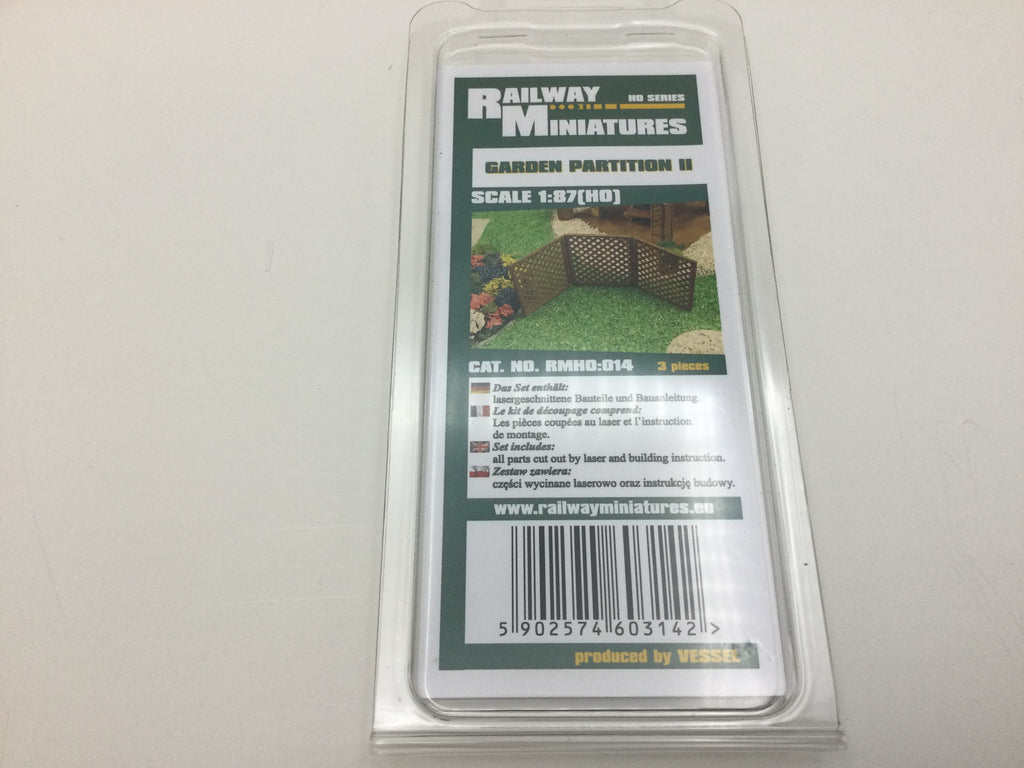 RAILWAY
HO SERIES
MINIATURES
GARDEN PARTITION II
SCALE 1:87(HO)
CAT. NO. RMHO:014 3 pieces
Das Set enthält:
lasergeschnittene Bauteile und Bauanleitung.
Le kit de découpage comprend:
Les pièces coupées au laser et l'instruction
de montage.
Set includes:
all parts cut out by laser and building instruction.
Zestaw zawiera:
części wycinane laserowo oraz instrukcję budowy.
www.railwayminiatures.eu
5 902574 603142 >
produced by VESSEL